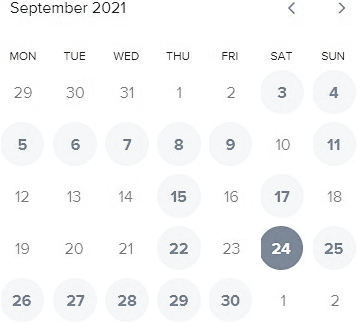 September 2021
MON TUE WED THU FRI SAT SUN
29 30 31 1 2 3 4
5 6 7 8 9 10 11
12 13 14 15 16 17 18
19 20 21 22 23 24 25
26 27 28 29 30 1 2